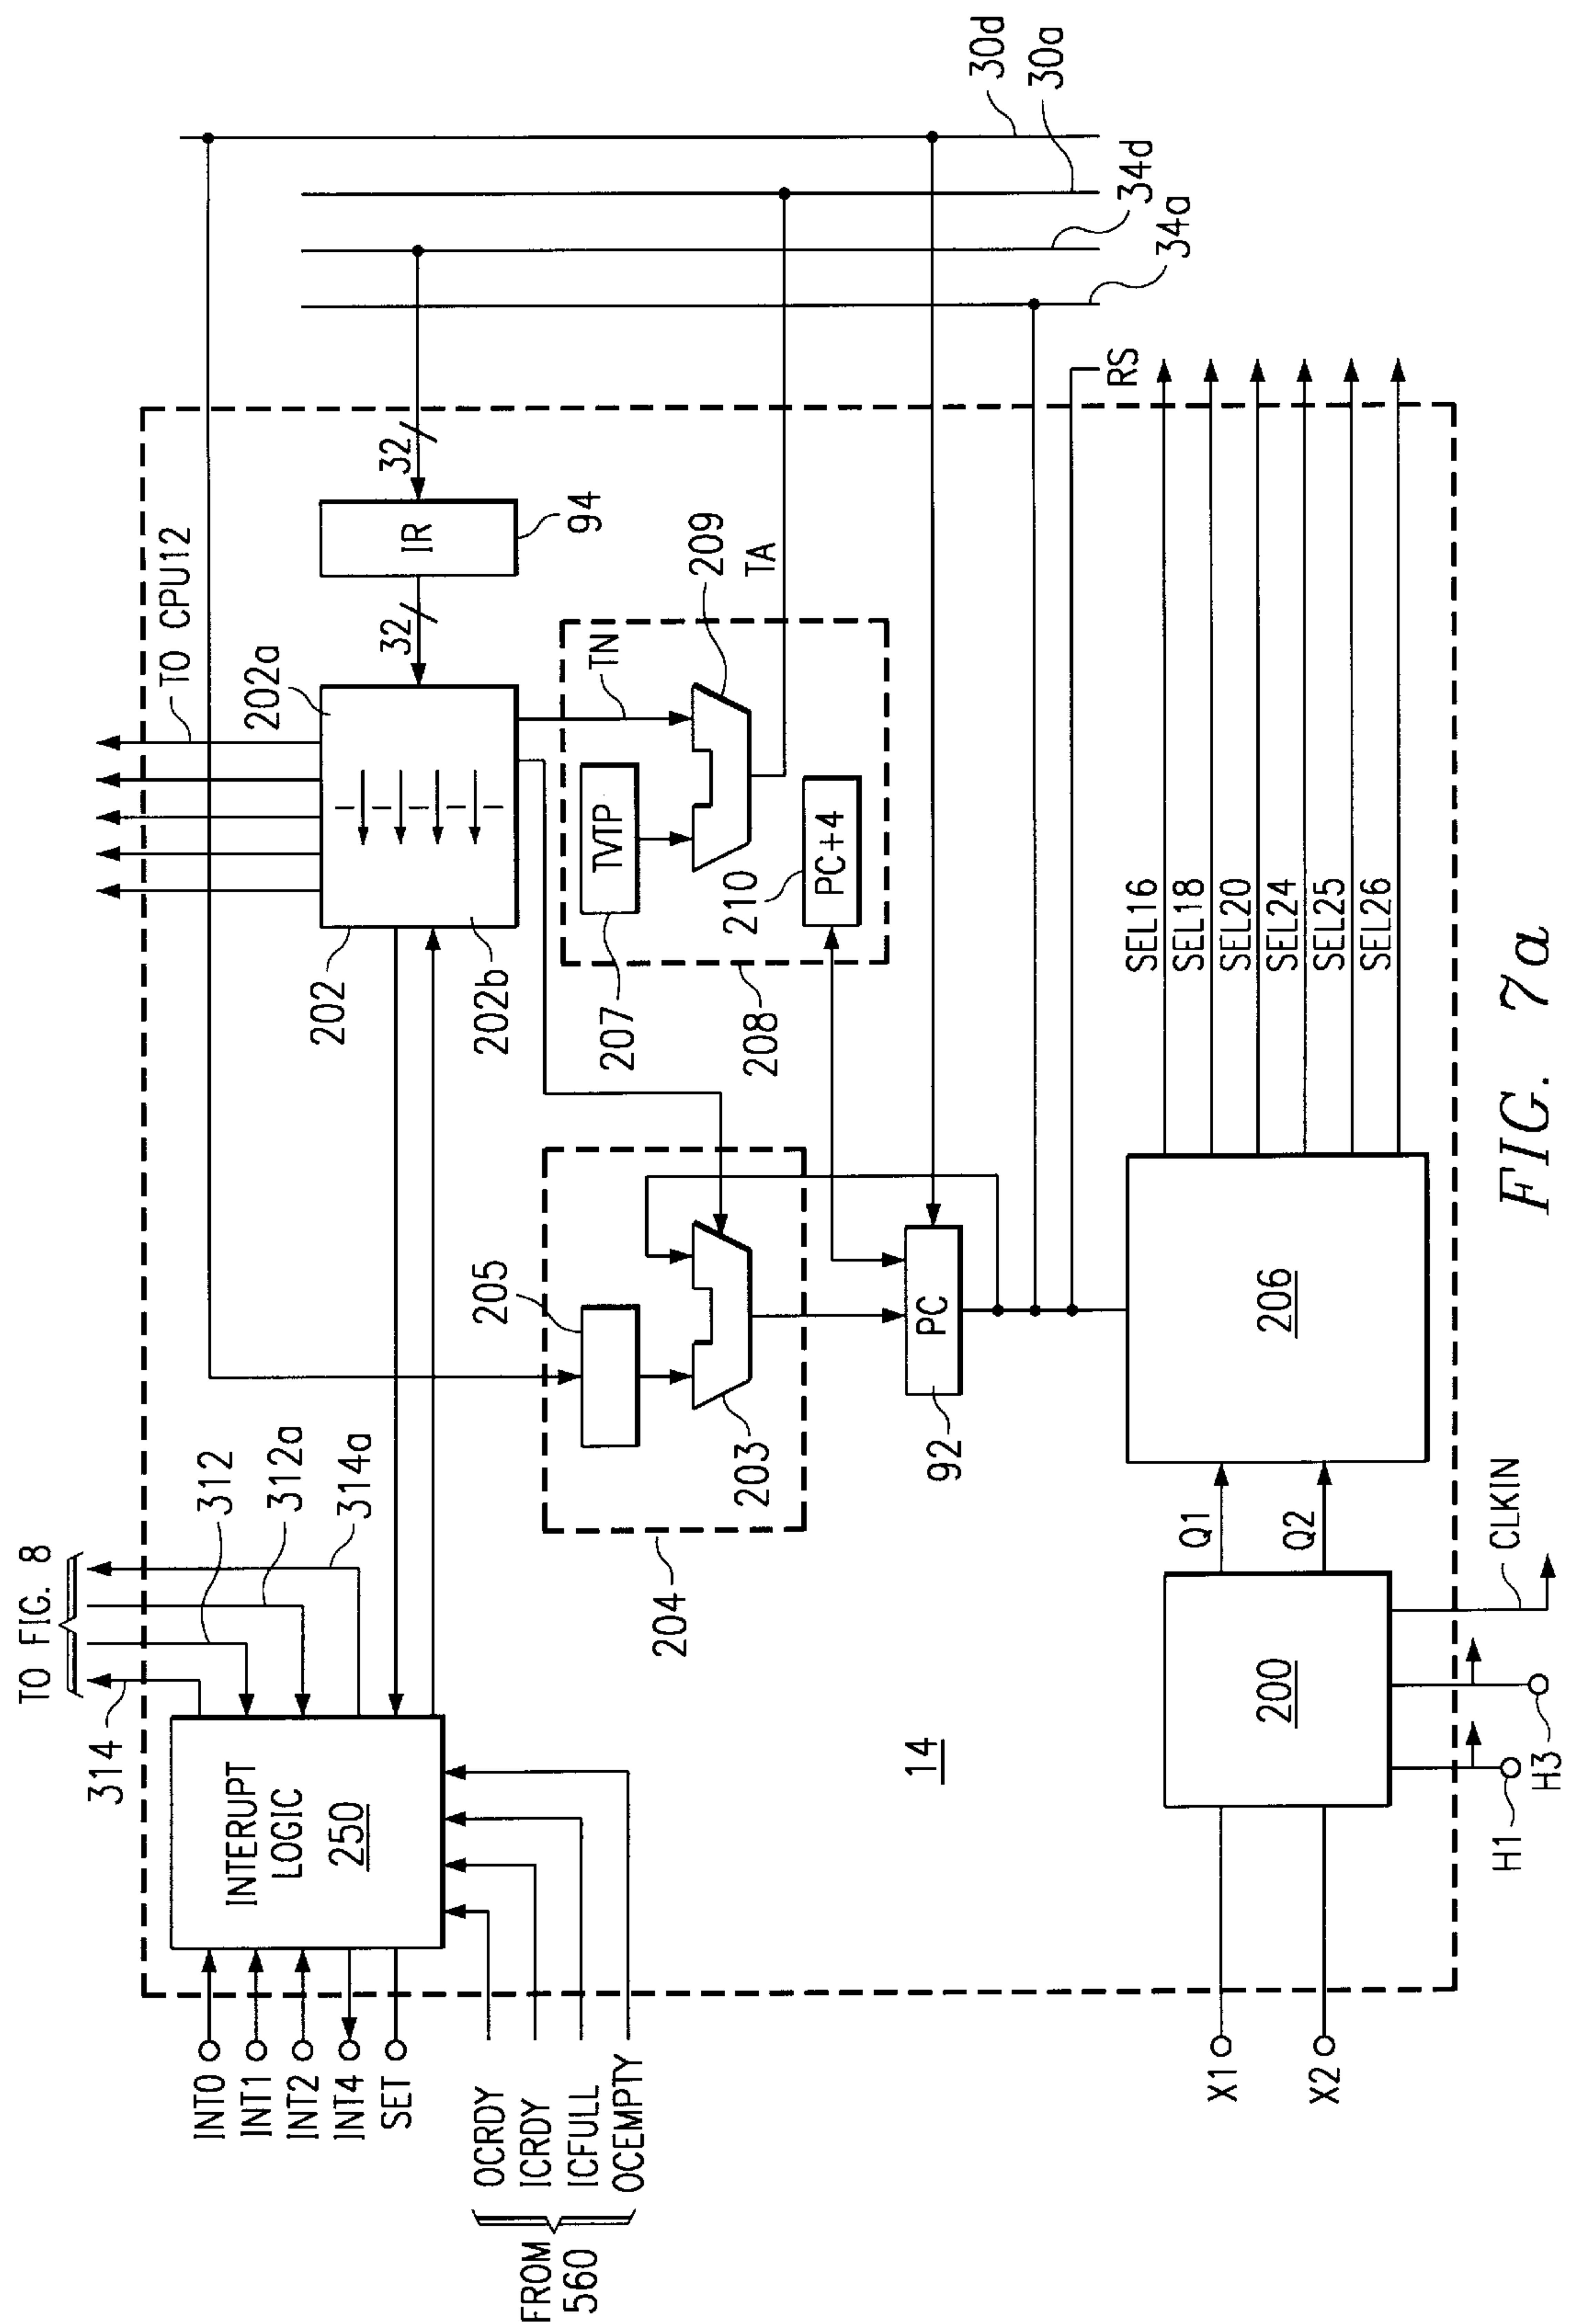 TO FIG. 8
314
312
312a
314a
TO CPU12
202a
INT0
INT1
INT2
INT4
SET
INTERUPT
LOGIC
250
202
202b
32
IR
32
94
30d
30a
34d
34a
OCRDY
ICRDY
ICFULL
OCEMPTY
FROM
560
205
203
204
207
TVTP
TN
209
TA
210
PC+4
208
PC
92
14
RS
X1
X2
200
Q1
Q2
206
SEL16
SEL18
SEL20
SEL24
SEL25
SEL26
H1
H3
CLKIN
FIG. 7a